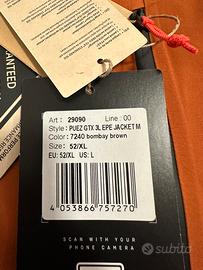 Art : 29090 Line : 00
Style : PUEZ GTX 3L EPE JACKET M
Color : 7240 bombay brown
Size : 52/XL
EU: 52/XL US: L
4 053866 757270
SCAN WITH YOUR
PHONE CAMERA
subito